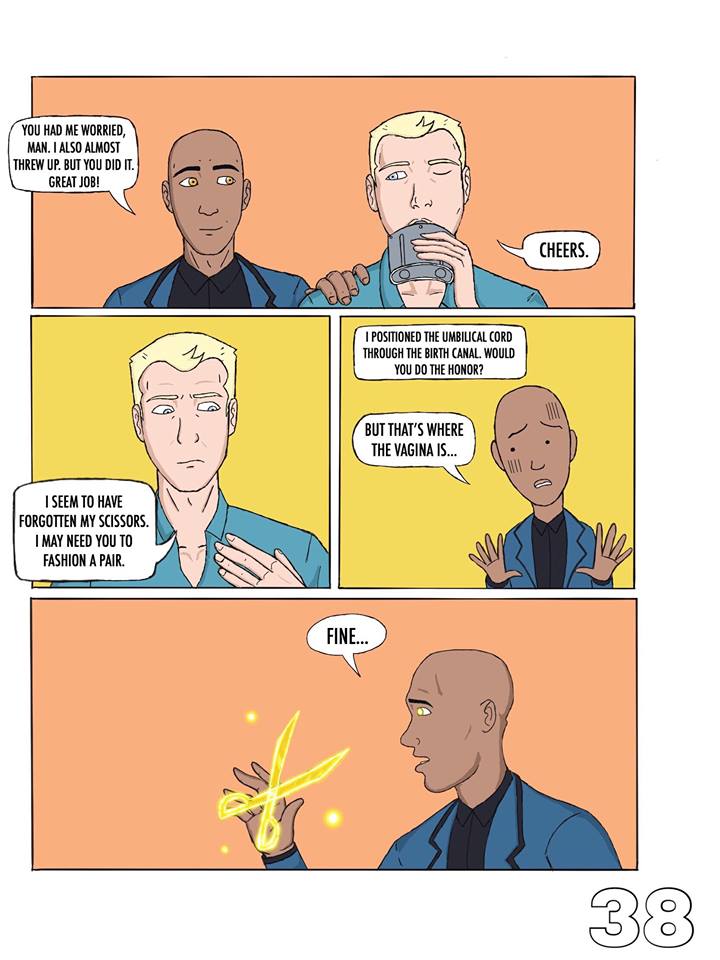 YOU HAD ME WORRIED,
MAN. I ALSO ALMOST
THREW UP. BUT YOU DID IT.
GREAT JOB!
CHEERS.
I SEEM TO HAVE
FORGOTTEN MY SCISSORS.
I MAY NEED YOU TO
FASHION A PAIR.
I POSITIONED THE UMBILICAL CORD
THROUGH THE BIRTH CANAL. WOULD
YOU DO THE HONOR?
BUT THAT'S WHERE
THE VAGINA IS...
FINE...
38